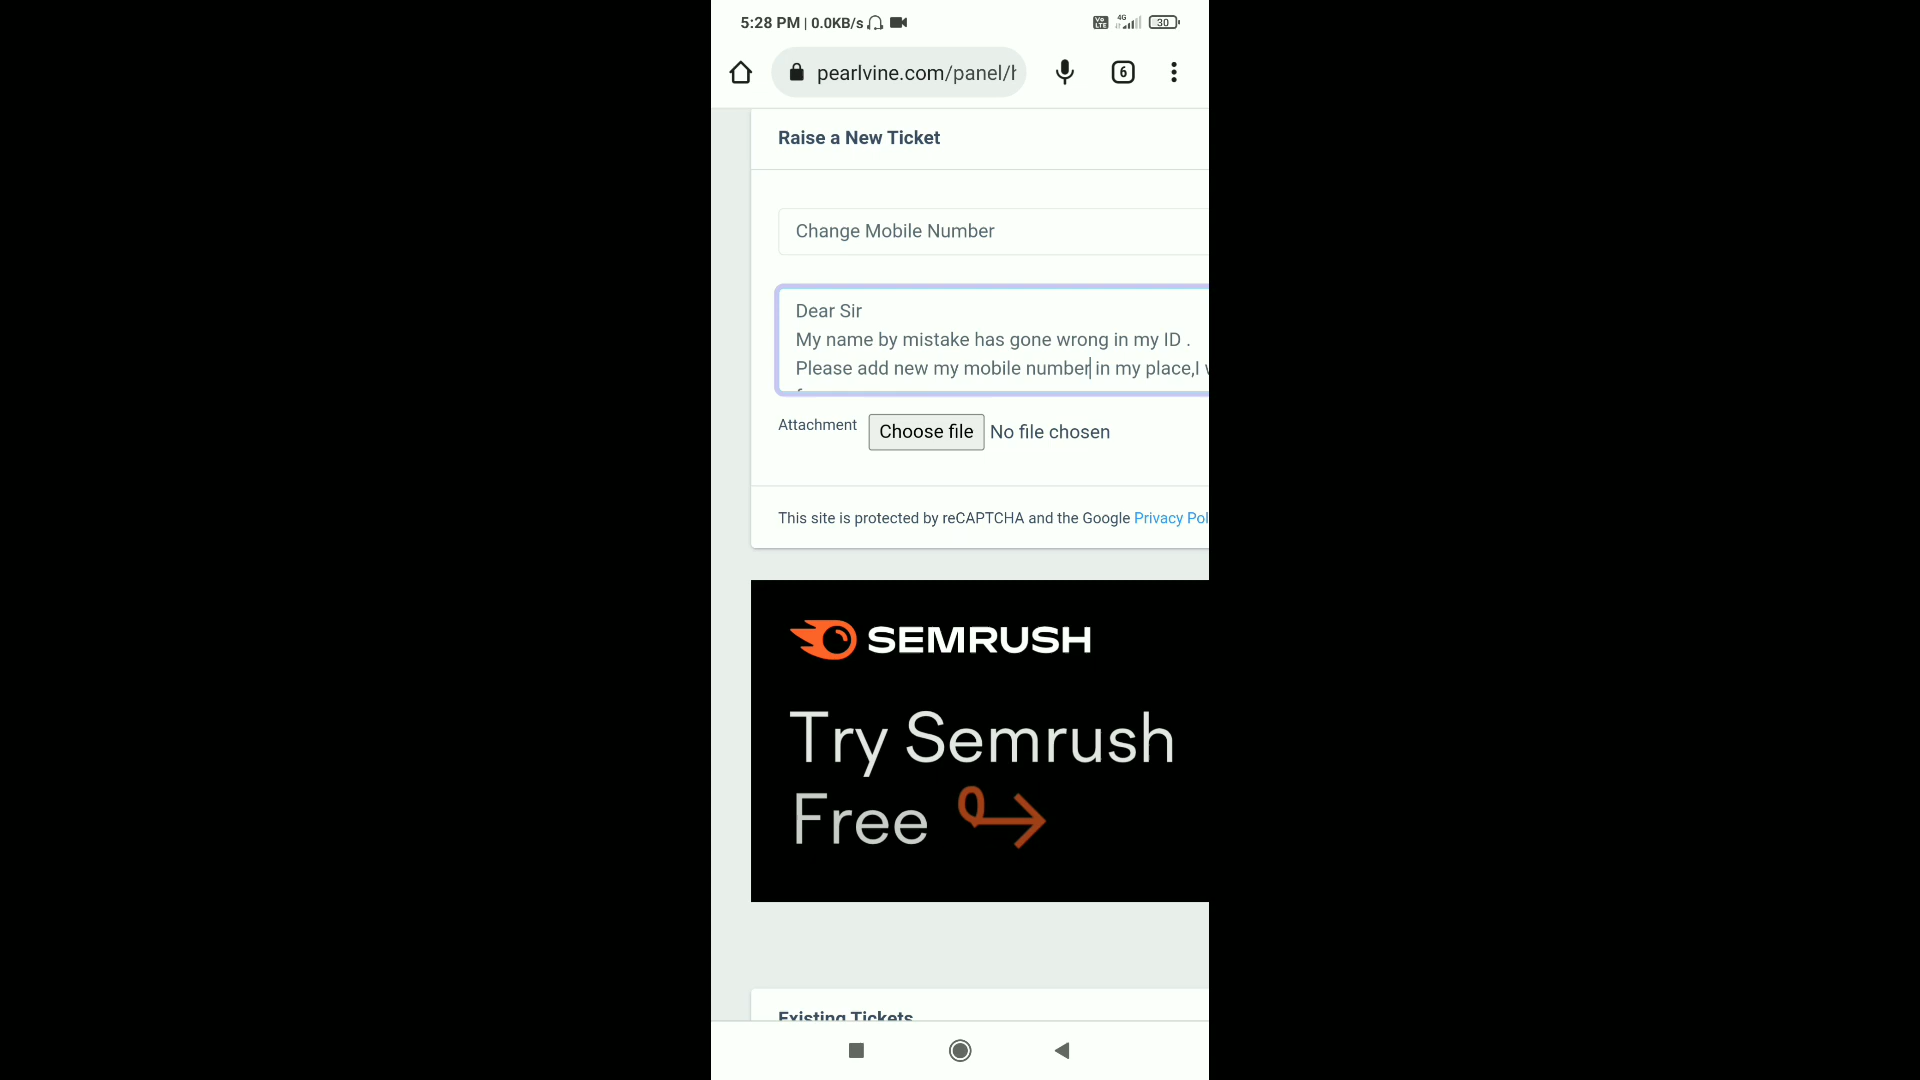 5:28 PM | 0.0KB/s
Vo LTE 4G 30
pearlvine.com/panel/h
6
Raise a New Ticket
Change Mobile Number
Dear Sir
My name by mistake has gone wrong in my ID .
Please add new my mobile number in my place,I w
Attachment Choose file No file chosen
This site is protected by reCAPTCHA and the Google Privacy Pol
SEMRUSH
Try Semrush
Free
Existing Tickets